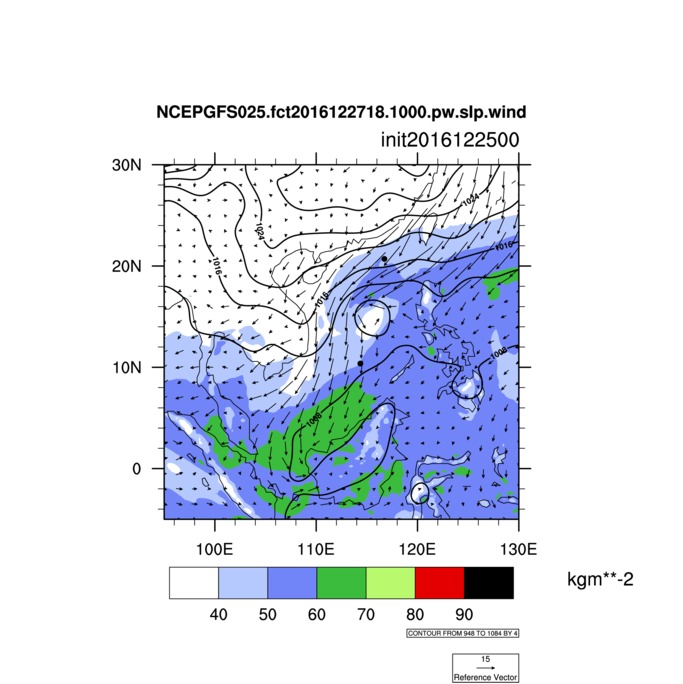 NCEPGFS025.fct2016122718.1000.pw.slp.wind
init2016122500
30N
1024
1024
1016
1016
20N
1016
10N
1008
1008
0
100E 110E 120E 130E
kgm**-2
40 50 60 70 80 90
CONTOUR FROM 948 TO 1084 BY 4
15
Reference Vector